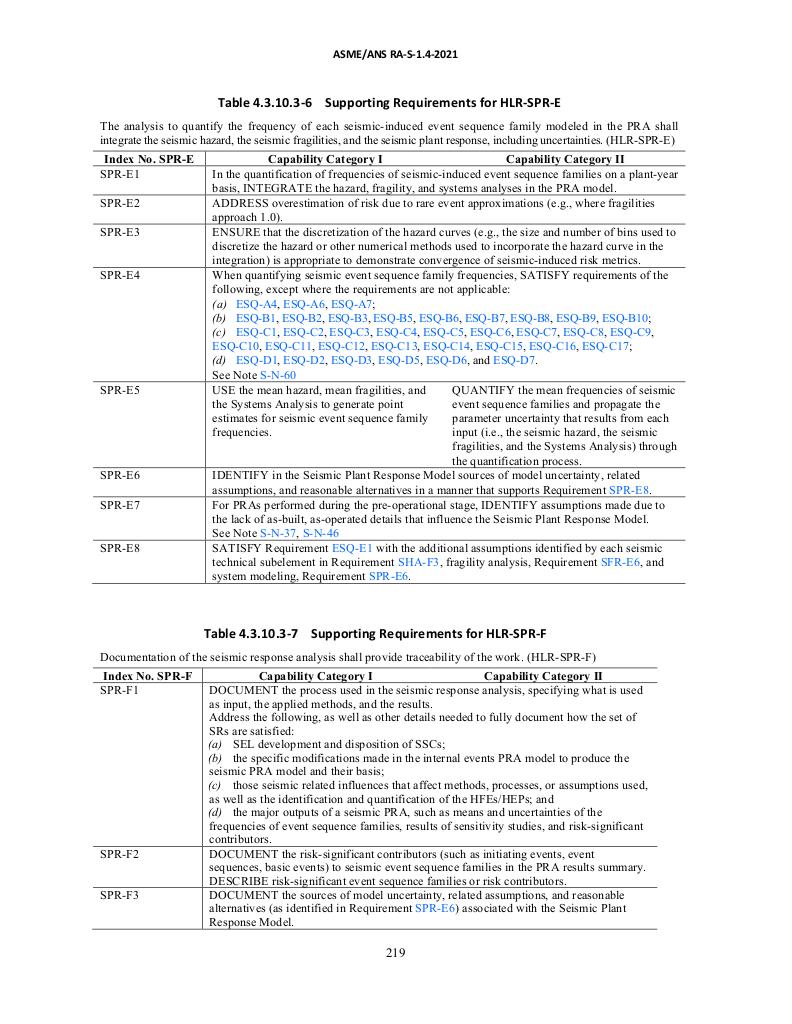 ASME/ANS RA-S-1.4-2021
Table 4.3.10.3-6 Supporting Requirements for HLR-SPR-E
The analysis to quantify the frequency of each seismic-induced event sequence family modeled in the PRA shall
integrate the seismic hazard, the seismic fragilities, and the seismic plant response, including uncertainties. (HLR-SPR-E)
Index No. SPR-E Capability Category I Capability Category II
SPR-E1 In the quantification of frequencies of seismic-induced event sequence families on a plant-year
basis, INTEGRATE the hazard, fragility, and systems analyses in the PRA model.
SPR-E2 ADDRESS overestimation of risk due to rare event approximations (e.g., where fragilities
approach 1.0).
SPR-E3 ENSURE that the discretization of the hazard curves (e.g., the size and number of bins used to
discretize the hazard or other numerical methods used to incorporate the hazard curve in the
integration) is appropriate to demonstrate convergence of seismic-induced risk metrics.
SPR-E4 When quantifying seismic event sequence family frequencies, SATISFY requirements of the
following, except where the requirements are not applicable:
(a) ESQ-A4, ESQ-A6, ESQ-A7;
(b) ESQ-B1, ESQ-B2, ESQ-B3, ESQ-B5, ESQ-B6, ESQ-B7, ESQ-B8, ESQ-B9, ESQ-B10;
(c) ESQ-C1, ESQ-C2, ESQ-C3, ESQ-C4, ESQ-C5, ESQ-C6, ESQ-C7, ESQ-C8, ESQ-C9,
ESQ-C10, ESQ-C11, ESQ-C12, ESQ-C13, ESQ-C14, ESQ-C15, ESQ-C16, ESQ-C17;
(d) ESQ-D1, ESQ-D2, ESQ-D3, ESQ-D5, ESQ-D6, and ESQ-D7.
See Note S-N-60
SPR-E5 USE the mean hazard, mean fragilities, and
the Systems Analysis to generate point
estimates for seismic event sequence family
frequencies.
QUANTIFY the mean frequencies of seismic
event sequence families and propagate the
parameter uncertainty that results from each
input (i.e., the seismic hazard, the seismic
fragilities, and the Systems Analysis) through
the quantification process.
SPR-E6 IDENTIFY in the Seismic Plant Response Model sources of model uncertainty, related
assumptions, and reasonable alternatives in a manner that supports Requirement SPR-E8.
SPR-E7 For PRAs performed during the pre-operational stage, IDENTIFY assumptions made due to
the lack of as-built, as-operated details that influence the Seismic Plant Response Model.
See Note S-N-37, S-N-46
SPR-E8 SATISFY Requirement ESQ-E1 with the additional assumptions identified by each seismic
technical subelement in Requirement SHA-F3, fragility analysis, Requirement SFR-E6, and
system modeling, Requirement SPR-E6.
Table 4.3.10.3-7 Supporting Requirements for HLR-SPR-F
Documentation of the seismic response analysis shall provide traceability of the work. (HLR-SPR-F)
Index No. SPR-F Capability Category I Capability Category II
SPR-F1 DOCUMENT the process used in the seismic response analysis, specifying what is used
as input, the applied methods, and the results.
Address the following, as well as other details needed to fully document how the set of
SRs are satisfied:
(a) SEL development and disposition of SSCs;
(b) the specific modifications made in the internal events PRA model to produce the
seismic PRA model and their basis;
(c) those seismic related influences that affect methods, processes, or assumptions used,
as well as the identification and quantification of the HFEs/HEPs; and
(d) the major outputs of a seismic PRA, such as means and uncertainties of the
frequencies of event sequence families, results of sensitivity studies, and risk-significant
contributors.
SPR-F2 DOCUMENT the risk-significant contributors (such as initiating events, event
sequences, basic events) to seismic event sequence families in the PRA results summary.
DESCRIBE risk-significant event sequence families or risk contributors.
SPR-F3 DOCUMENT the sources of model uncertainty, related assumptions, and reasonable
alternatives (as identified in Requirement SPR-E6) associated with the Seismic Plant
Response Model.
219